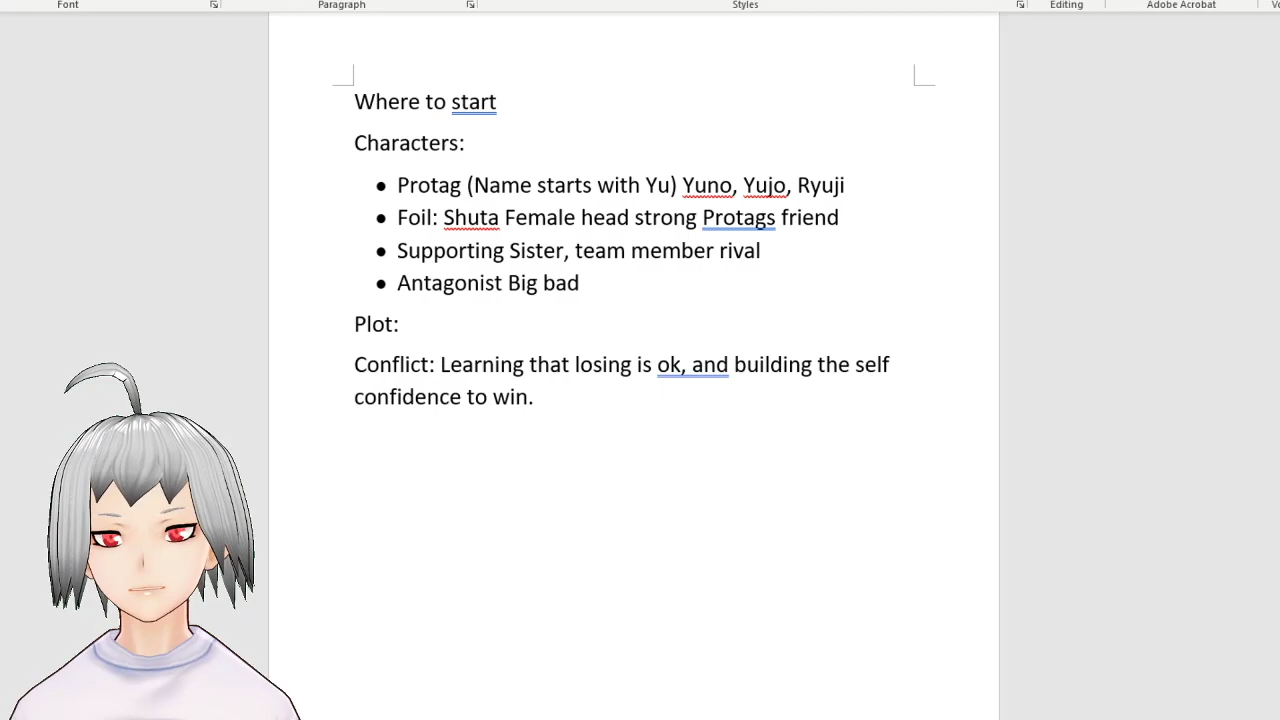 Font
Paragraph
Styles
Editing
Adobe Acrobat
Where to start
Characters:
● Protag (Name starts with Yu) Yuno, Yujo, Ryuji
● Foil: Shuta Female head strong Protags friend
● Supporting Sister, team member rival
● Antagonist Big bad
Plot:
Conflict: Learning that losing is ok, and building the self
confidence to win.